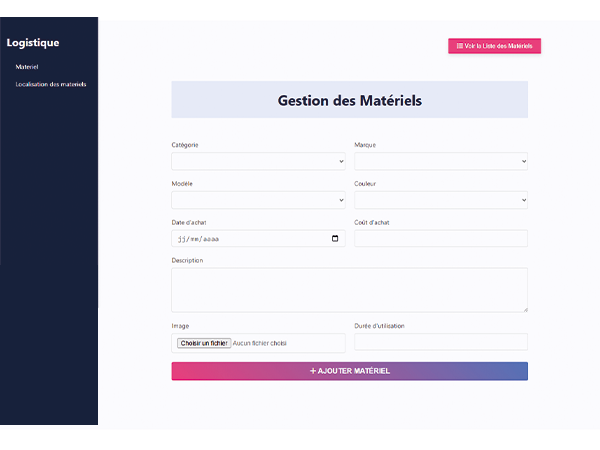 Logistique
Materiel
Localisation des materiels
Voir la Liste des Matériels
Gestion des Matériels
Catégorie
Marque
Modèle
Couleur
Date d'achat
Coût d'achat
jj/mm/aaaa
Description
Image
Durée d'utilisation
Choisir un fichier Aucun fichier choisi
+ AJOUTER MATÉRIEL